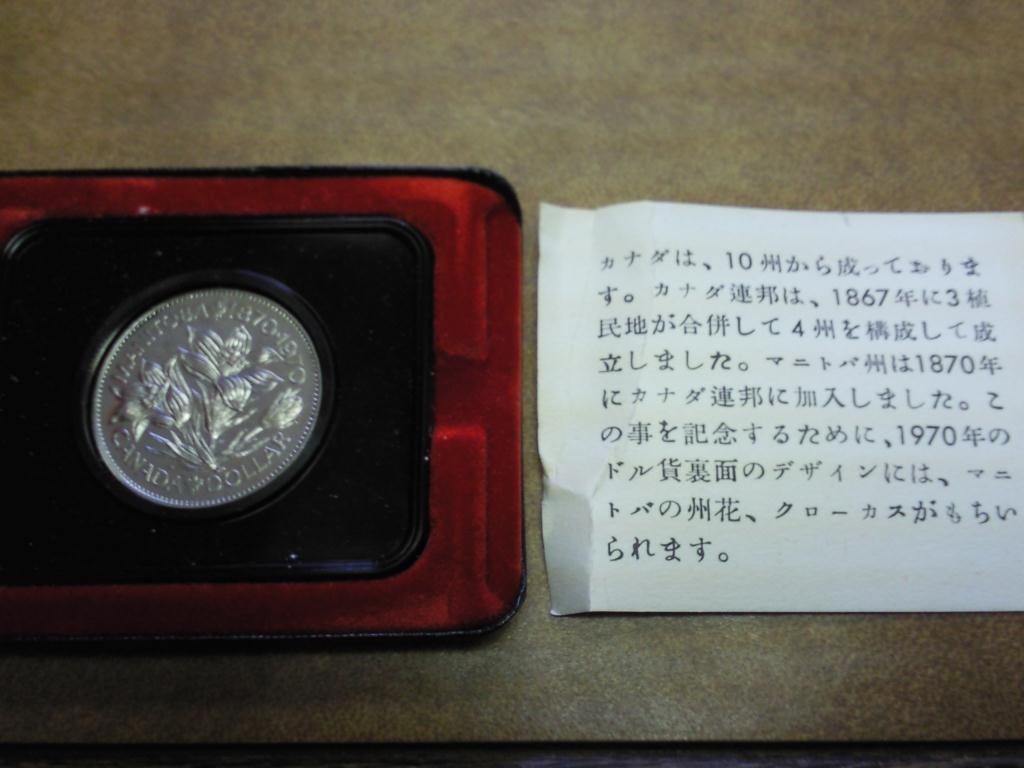 MANITOBA 1870-1970
CANADA DOLLAR
カナダは、10州から成っておりま
す。カナダ連邦は、1867年に3植
民地が合併して4州を構成して成
立しました。マニトバ州は1870年
にカナダ連邦に加入しました。こ
の事を記念するために、1970年の
ドル貨裏面のデザインには、マニ
トバの州花、クローカスがもちい
られます。